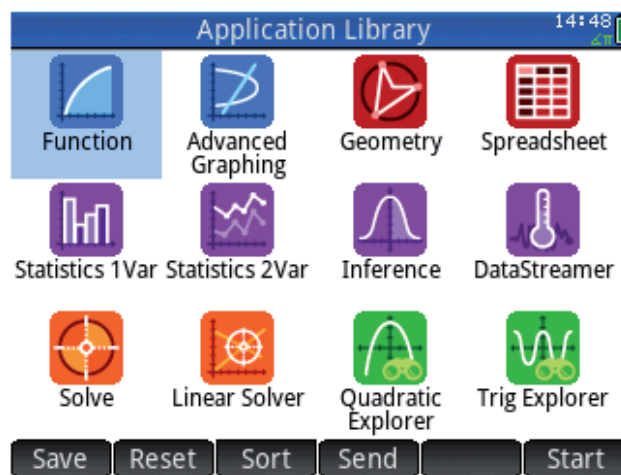 Application Library
14:48
∡π
Function
Advanced Graphing
Geometry
Spreadsheet
Statistics 1Var
Statistics 2Var
Inference
DataStreamer
Solve
Linear Solver
Quadratic Explorer
Trig Explorer
Save
Reset
Sort
Send
Start